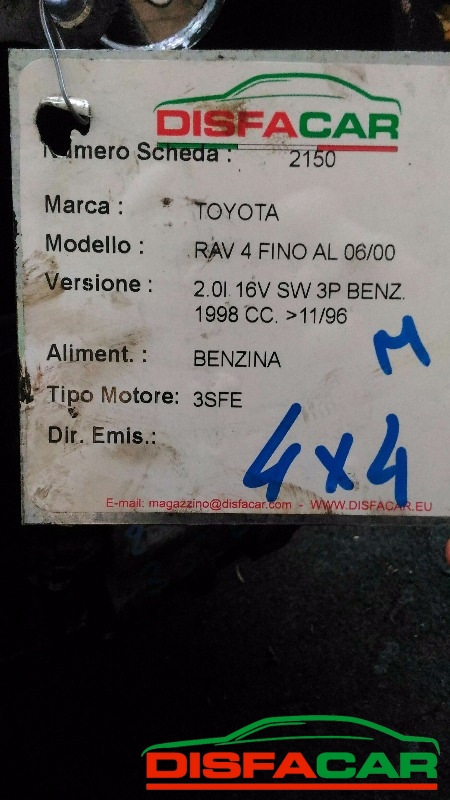 DISFACAR
Numero Scheda : 2150
Marca : TOYOTA
Modello : RAV 4 FINO AL 06/00
Versione : 2.0I 16V SW 3P BENZ.
1998 CC. >11/96
M
Aliment. : BENZINA
Tipo Motore: 3SFE
Dir. Emis.:
4x4
E-mail: magazzino@disfacar.com - WWW.DISFACAR.EU
DISFACAR